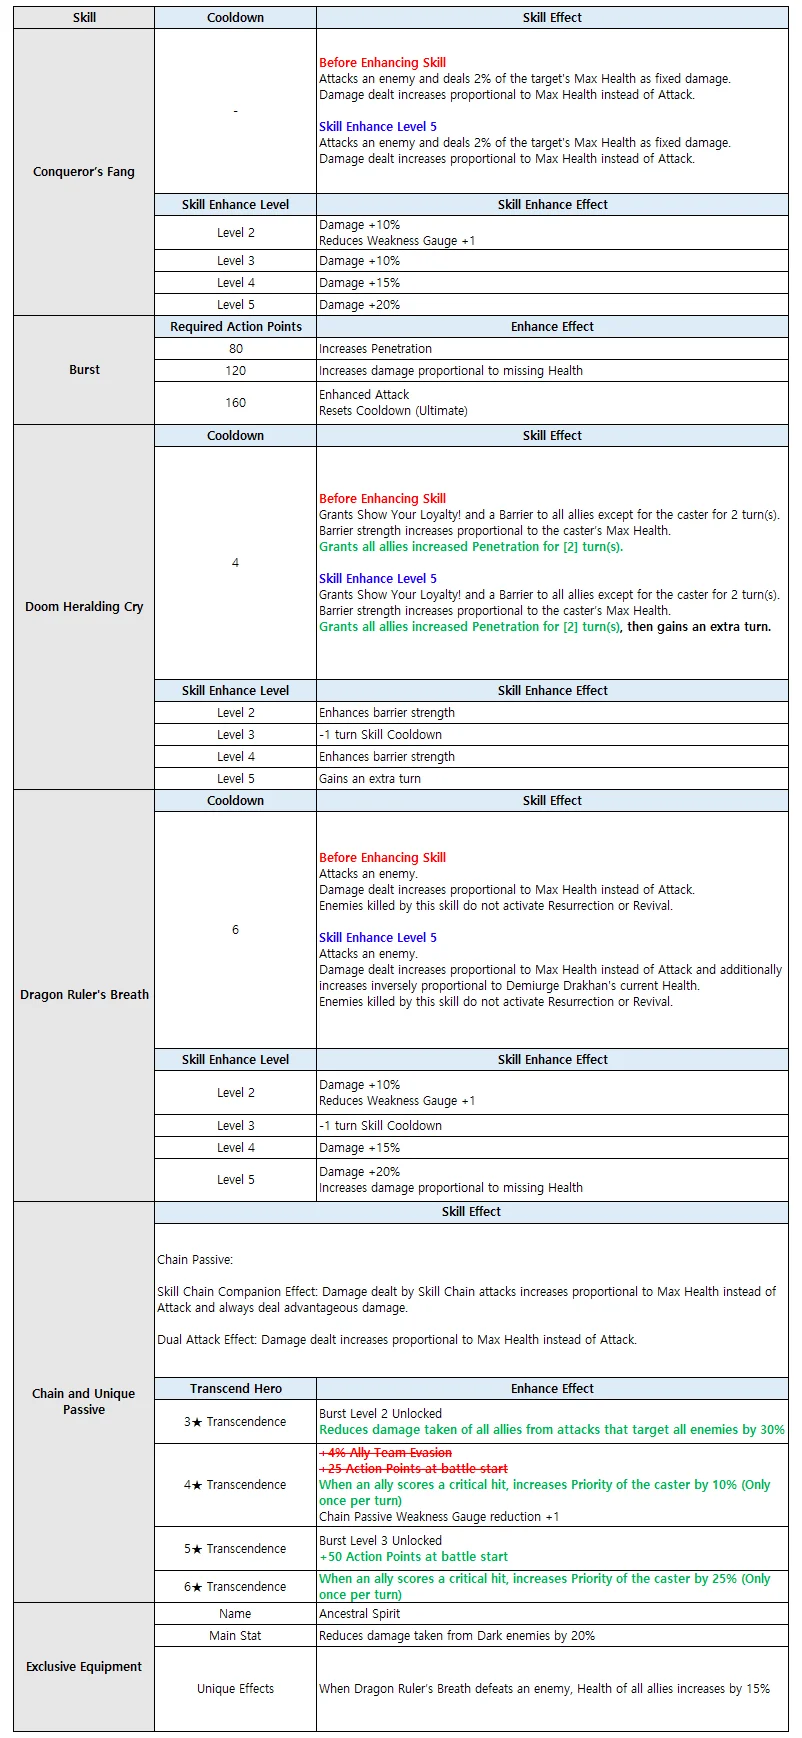 Skill Cooldown Skill Effect
Conqueror's Fang
-
Before Enhancing Skill
Attacks an enemy and deals 2% of the target's Max Health as fixed damage.
Damage dealt increases proportional to Max Health instead of Attack.
Skill Enhance Level 5
Attacks an enemy and deals 2% of the target's Max Health as fixed damage.
Damage dealt increases proportional to Max Health instead of Attack.
Skill Enhance Level Skill Enhance Effect
Level 2
Damage +10%
Reduces Weakness Gauge +1
Level 3 Damage +10%
Level 4 Damage +15%
Level 5 Damage +20%
Burst
Required Action Points Enhance Effect
80 Increases Penetration
120 Increases damage proportional to missing Health
160
Enhanced Attack
Resets Cooldown (Ultimate)
Doom Heralding Cry
Cooldown Skill Effect
4
Before Enhancing Skill
Grants Show Your Loyalty! and a Barrier to all allies except for the caster for 2 turn(s).
Barrier strength increases proportional to the caster's Max Health.
Grants all allies increased Penetration for [2] turn(s).
Skill Enhance Level 5
Grants Show Your Loyalty! and a Barrier to all allies except for the caster for 2 turn(s).
Barrier strength increases proportional to the caster's Max Health.
Grants all allies increased Penetration for [2] turn(s), then gains an extra turn.
Skill Enhance Level Skill Enhance Effect
Level 2 Enhances barrier strength
Level 3 -1 turn Skill Cooldown
Level 4 Enhances barrier strength
Level 5 Gains an extra turn
Dragon Ruler's Breath
Cooldown Skill Effect
6
Before Enhancing Skill
Attacks an enemy.
Damage dealt increases proportional to Max Health instead of Attack.
Enemies killed by this skill do not activate Resurrection or Revival.
Skill Enhance Level 5
Attacks an enemy.
Damage dealt increases proportional to Max Health instead of Attack and additionally
increases inversely proportional to Demiurge Drakhan's current Health.
Enemies killed by this skill do not activate Resurrection or Revival.
Skill Enhance Level Skill Enhance Effect
Level 2
Damage +10%
Reduces Weakness Gauge +1
Level 3 -1 turn Skill Cooldown
Level 4 Damage +15%
Level 5
Damage +20%
Increases damage proportional to missing Health
Chain and Unique
Passive
Skill Effect
Chain Passive:
Skill Chain Companion Effect: Damage dealt by Skill Chain attacks increases proportional to Max Health instead of
Attack and always deal advantageous damage.
Dual Attack Effect: Damage dealt increases proportional to Max Health instead of Attack.
Transcend Hero Enhance Effect
3★ Transcendence
Burst Level 2 Unlocked
Reduces damage taken of all allies from attacks that target all enemies by 30%
4★ Transcendence
+4% Ally Team Evasion
+25 Action Points at battle start
When an ally scores a critical hit, increases Priority of the caster by 10% (Only
once per turn)
Chain Passive Weakness Gauge reduction +1
5★ Transcendence
Burst Level 3 Unlocked
+50 Action Points at battle start
6★ Transcendence
When an ally scores a critical hit, increases Priority of the caster by 25% (Only
once per turn)
Exclusive Equipment
Name Ancestral Spirit
Main Stat Reduces damage taken from Dark enemies by 20%
Unique Effects When Dragon Ruler's Breath defeats an enemy, Health of all allies increases by 15%